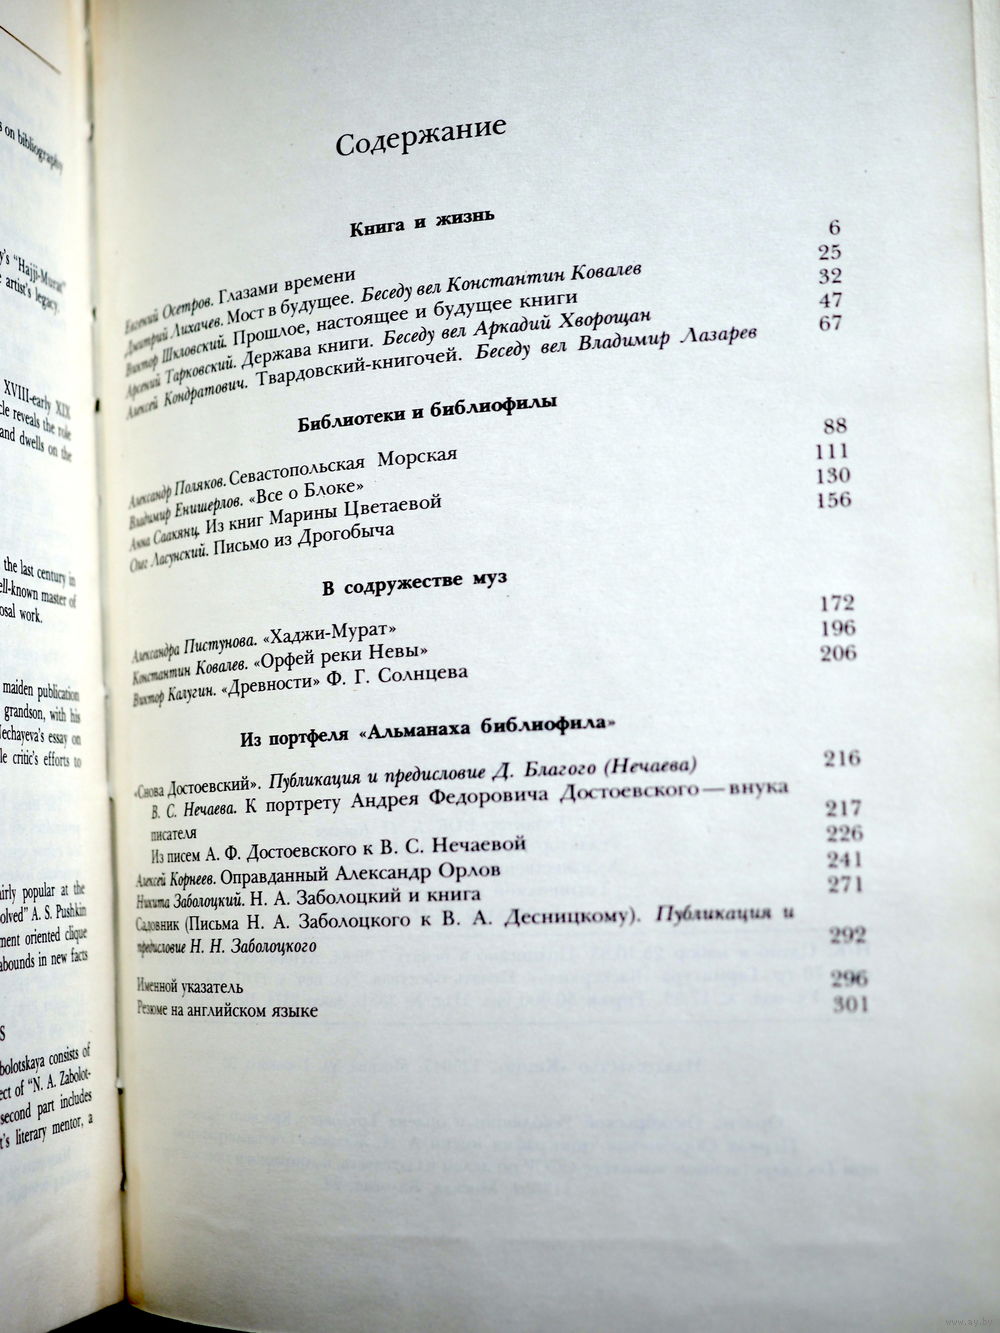 s on bibliography
y's "Hajji-Murat"
artist's legacy.
XVIII-early XIX
cle reveals the role
and dwells on the
the last century in
ell-known master of
osal work.
maiden publication
grandson, with his
Nechayeva's essay on
le critic's efforts to
airly popular at the
olved" A. S. Pushkin
ment oriented clique
abounds in new facts
S
bolotskaya consists of
ect of "N. A. Zabolot-
second part includes
t's literary mentor, a
Содержание
Книга и жизнь
Евгений Осетров. Глазами времени 6
Дмитрий Лихачев. Мост в будущее. Беседу вел Константин Ковалев 25
Виктор Шкловский. Прошлое, настоящее и будущее книги 32
Арсений Тарковский. Держава книги. Беседу вел Аркадий Хворощан 47
Алексей Кондратович. Твардовский-книгочей. Беседу вел Владимир Лазарев 67
Библиотеки и библиофилы
Александр Поляков. Севастопольская Морская 88
Владимир Енишерлов. «Все о Блоке» 111
Анна Саакянц. Из книг Марины Цветаевой 130
Олег Ласунский. Письмо из Дрогобыча 156
В содружестве муз
Александра Пистунова. «Хаджи-Мурат» 172
Константин Ковалев. «Орфей реки Невы» 196
Виктор Калугин. «Древности» Ф. Г. Солнцева 206
Из портфеля «Альманаха библиофила»
«Снова Достоевский». Публикация и предисловие Д. Благого (Нечаева) 216
В. С. Нечаева. К портрету Андрея Федоровича Достоевского — внука
писателя 217
Из писем А. Ф. Достоевского к В. С. Нечаевой 226
Алексей Корнеев. Оправданный Александр Орлов 241
Никита Заболоцкий. Н. А. Заболоцкий и книга 271
Садовник (Письма Н. А. Заболоцкого к В. А. Десницкому). Публикация и
предисловие Н. Н. Заболоцкого 292
Именной указатель 296
Резюме на английском языке 301
www.ay.by